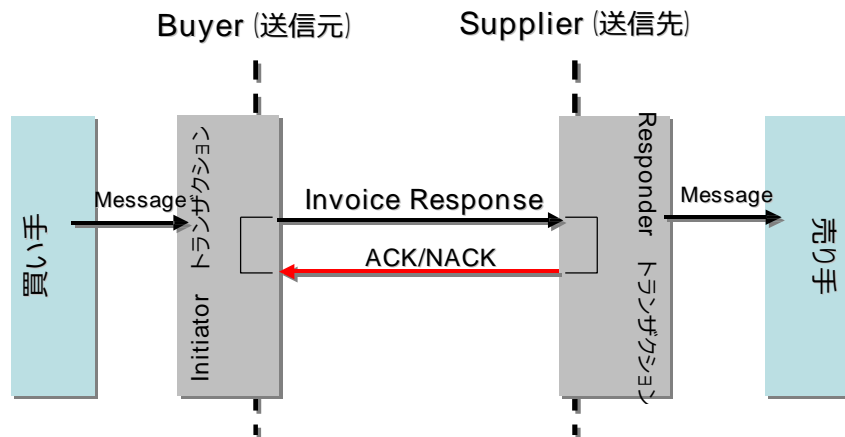 Buyer (送信元)
Supplier (送信先)
買い手
Message
Initiator トランザクション
Invoice Response
ACK/NACK
Responder トランザクション
Message
売り手